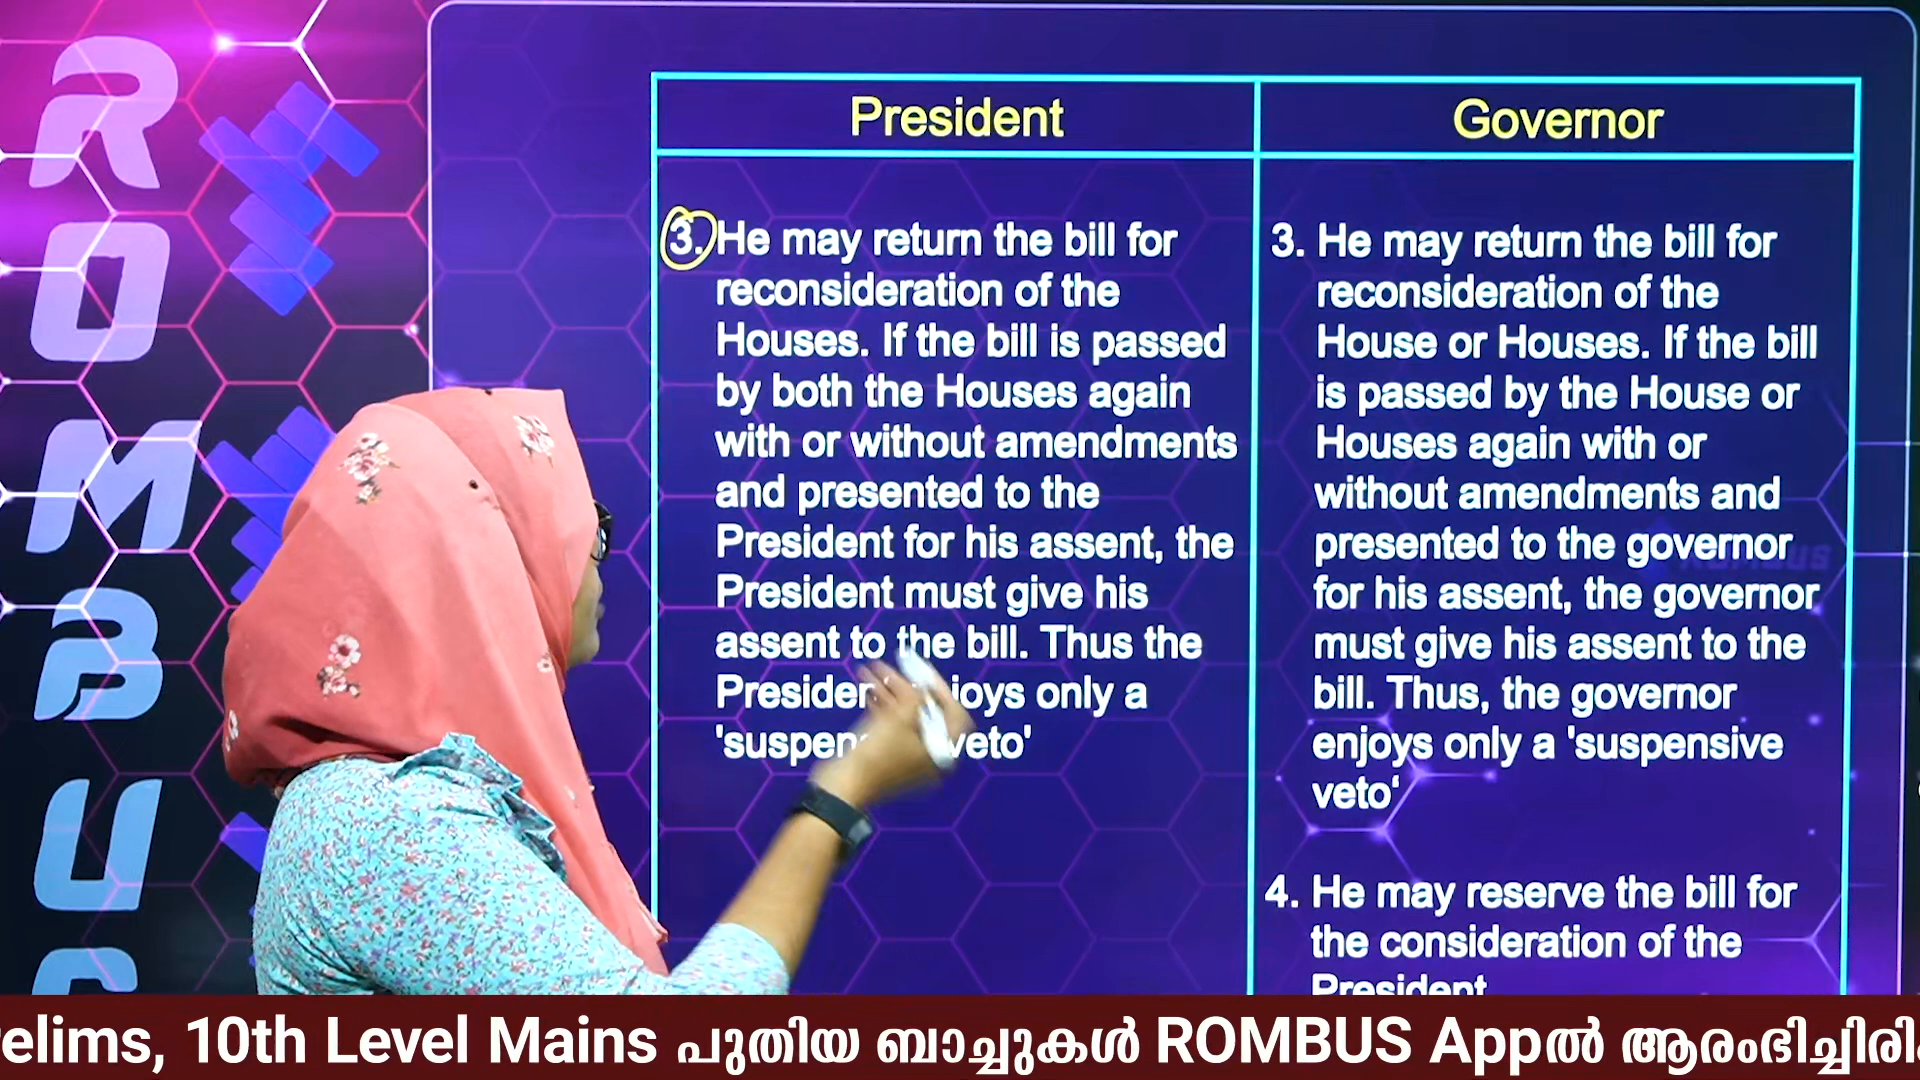 ROMBUS
President
Governor
3. He may return the bill for
reconsideration of the
Houses. If the bill is passed
by both the Houses again
with or without amendments
and presented to the
President for his assent, the
President must give his
assent to the bill. Thus the
only a
veto'
3. He may return the bill for
reconsideration of the
House or Houses. If the bill
is passed by the House or
Houses again with or
without amendments and
presented to the governor
for his assent, the governor
must give his assent to the
bill. Thus, the governor
enjoys only a 'suspensive
veto'
4. He may reserve the bill for
the consideration of the
President
10th Level Mains പുതിയ ബാച്ചുകൾ ROMBUS Appൽ